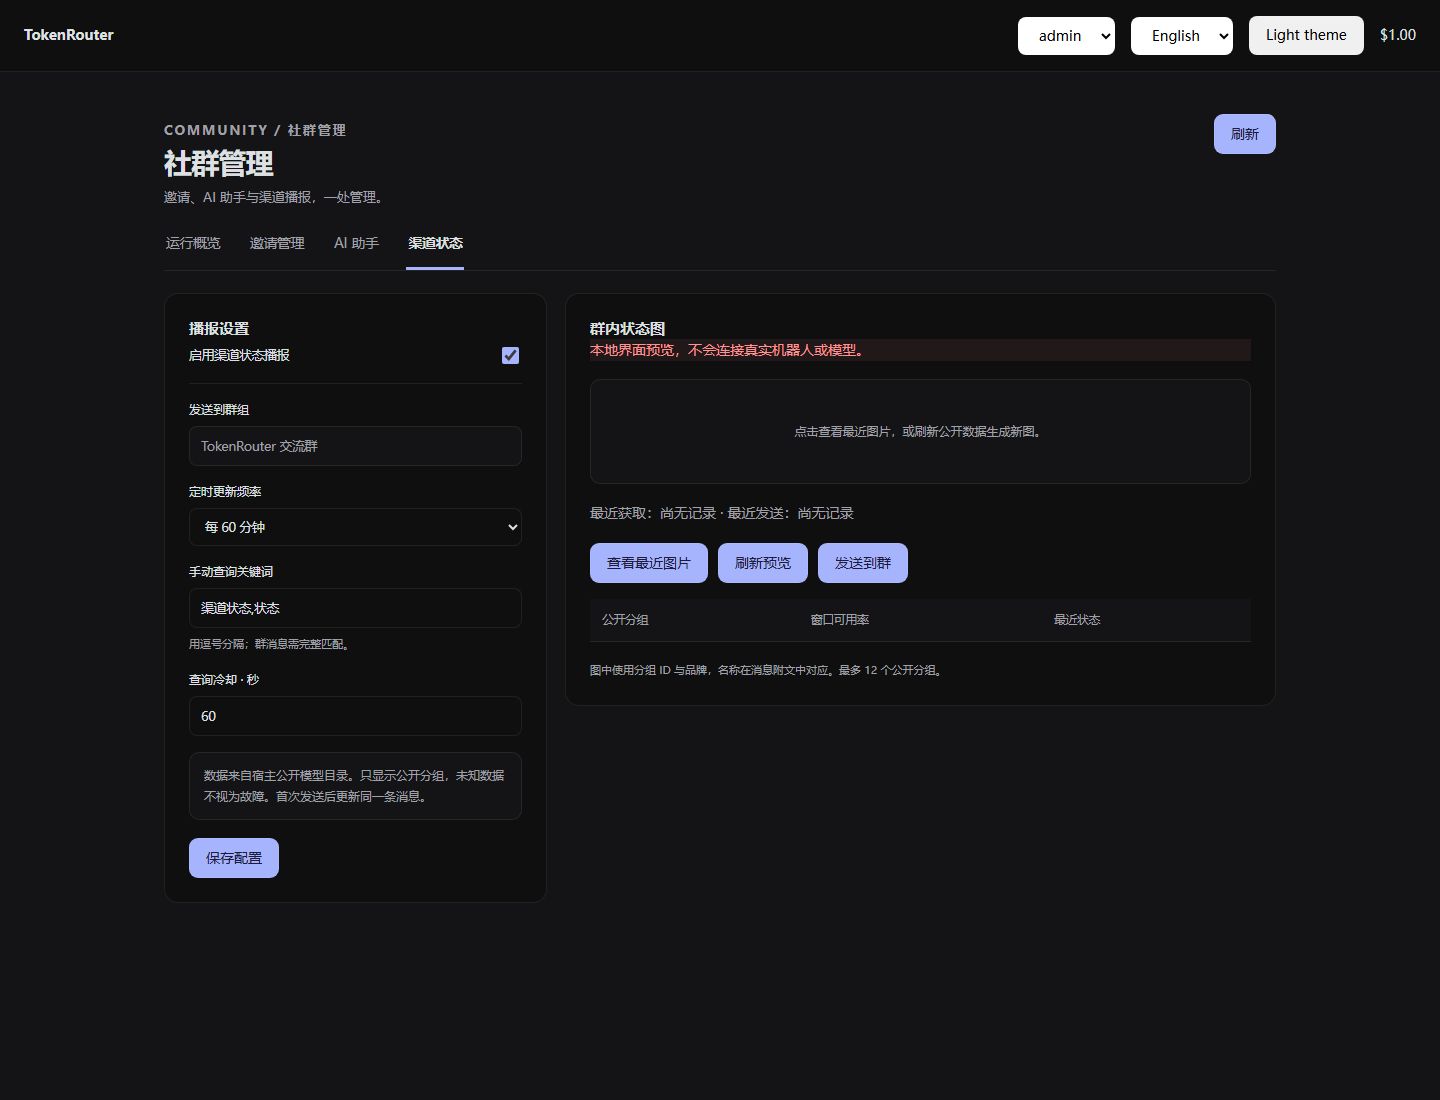 TokenRouter
admin
English
Light theme
$1.00
COMMUNITY / 社群管理
社群管理
邀请、AI 助手与渠道播报，一处管理。
刷新
运行概览
邀请管理
AI 助手
渠道状态
播报设置
启用渠道状态播报
发送到群组
TokenRouter 交流群
定时更新频率
每 60 分钟
手动查询关键词
渠道状态,状态
用逗号分隔；群消息需完整匹配。
查询冷却 · 秒
60
数据来自宿主公开模型目录。只显示公开分组，未知数据
不视为故障。首次发送后更新同一条消息。
保存配置
群内状态图
本地界面预览，不会连接真实机器人或模型。
点击查看最近图片，或刷新公开数据生成新图。
最近获取：尚无记录 · 最近发送：尚无记录
查看最近图片
刷新预览
发送到群
公开分组
窗口可用率
最近状态
图中使用分组 ID 与品牌，名称在消息附文中对应。最多 12 个公开分组。